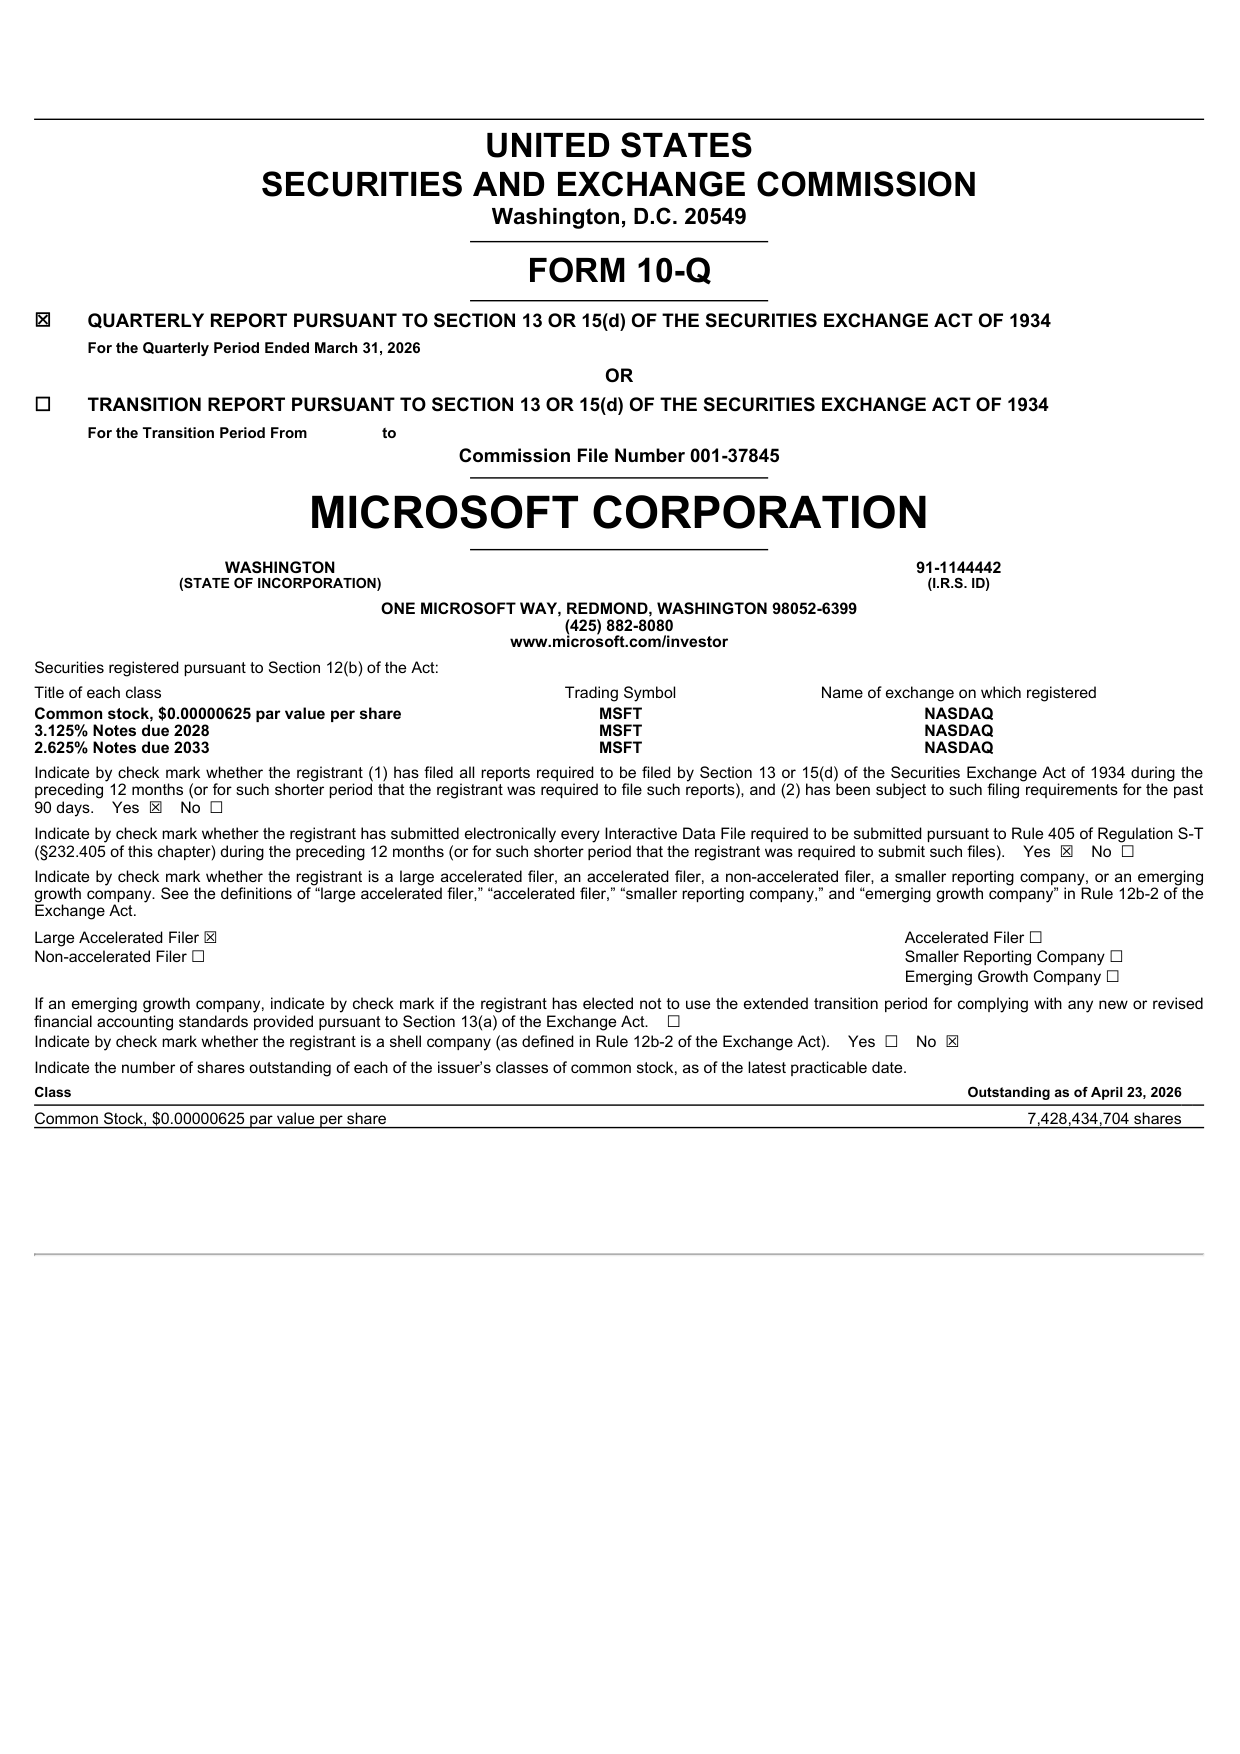 UNITED STATES
SECURITIES AND EXCHANGE COMMISSION
Washington, D.C. 20549
FORM 10-Q
☒ QUARTERLY REPORT PURSUANT TO SECTION 13 OR 15(d) OF THE SECURITIES EXCHANGE ACT OF 1934
For the Quarterly Period Ended March 31, 2026
OR
☐ TRANSITION REPORT PURSUANT TO SECTION 13 OR 15(d) OF THE SECURITIES EXCHANGE ACT OF 1934
For the Transition Period From to
Commission File Number 001-37845
MICROSOFT CORPORATION
WASHINGTON 91-1144442
(STATE OF INCORPORATION) (I.R.S. ID)
ONE MICROSOFT WAY, REDMOND, WASHINGTON 98052-6399
(425) 882-8080
www.microsoft.com/investor
Securities registered pursuant to Section 12(b) of the Act:
Title of each class Trading Symbol Name of exchange on which registered
Common stock, $0.00000625 par value per share MSFT NASDAQ
3.125% Notes due 2028 MSFT NASDAQ
2.625% Notes due 2033 MSFT NASDAQ
Indicate by check mark whether the registrant (1) has filed all reports required to be filed by Section 13 or 15(d) of the Securities Exchange Act of 1934 during the
preceding 12 months (or for such shorter period that the registrant was required to file such reports), and (2) has been subject to such filing requirements for the past
90 days. Yes ☒ No ☐
Indicate by check mark whether the registrant has submitted electronically every Interactive Data File required to be submitted pursuant to Rule 405 of Regulation S-T
(§232.405 of this chapter) during the preceding 12 months (or for such shorter period that the registrant was required to submit such files). Yes ☒ No ☐
Indicate by check mark whether the registrant is a large accelerated filer, an accelerated filer, a non-accelerated filer, a smaller reporting company, or an emerging
growth company. See the definitions of “large accelerated filer,” “accelerated filer,” “smaller reporting company,” and “emerging growth company” in Rule 12b-2 of the
Exchange Act.
Large Accelerated Filer ☒ Accelerated Filer ☐
Non-accelerated Filer ☐ Smaller Reporting Company ☐
Emerging Growth Company ☐
If an emerging growth company, indicate by check mark if the registrant has elected not to use the extended transition period for complying with any new or revised
financial accounting standards provided pursuant to Section 13(a) of the Exchange Act. ☐
Indicate by check mark whether the registrant is a shell company (as defined in Rule 12b-2 of the Exchange Act). Yes ☐ No ☒
Indicate the number of shares outstanding of each of the issuer’s classes of common stock, as of the latest practicable date.
Class Outstanding as of April 23, 2026
Common Stock, $0.00000625 par value per share 7,428,434,704 shares